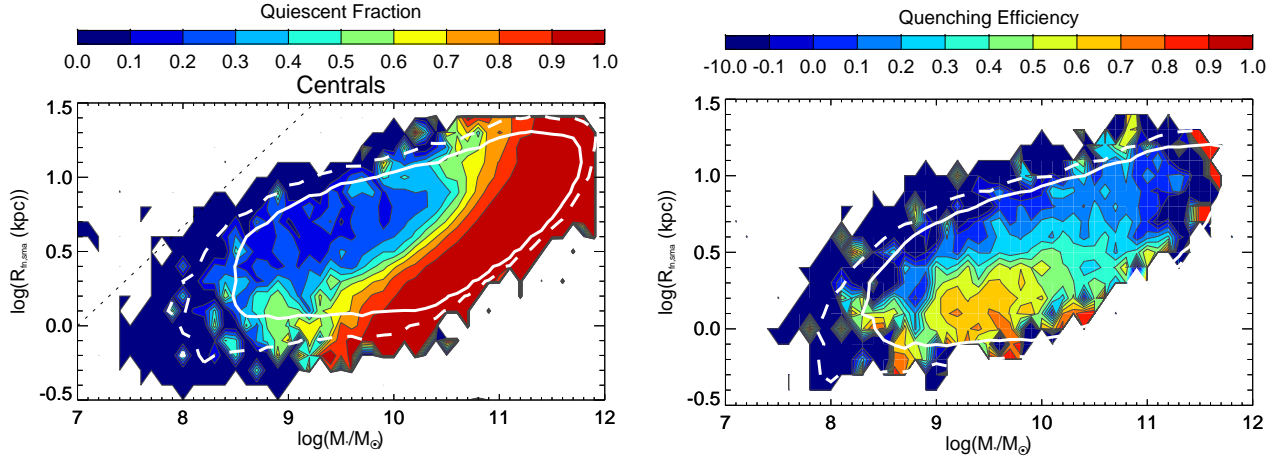 Quiescent Fraction
0.0 0.1 0.2 0.3 0.4 0.5 0.6 0.7 0.8 0.9 1.0
Centrals
1.5
1.0
0.5
0.0
-0.5
log(R_fn,sma (kpc))
7 8 9 10 11 12
log(M*/M⊙)
Quenching Efficiency
-10.0 -0.1 0.0 0.1 0.2 0.3 0.4 0.5 0.6 0.7 0.8 0.9 1.0
1.5
1.0
0.5
0.0
-0.5
log(R_fn,sma (kpc))
7 8 9 10 11 12
log(M*/M⊙)